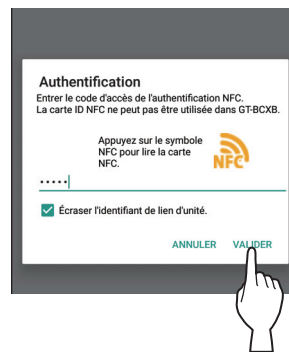 Authentification
Entrer le code d'accès de l'authentification NFC.
La carte ID NFC ne peut pas être utilisée dans GT-BCXB.
Appuyez sur le symbole
NFC pour lire la carte
NFC.
NFC
•••••
Écraser l'identifiant de lien d'unité.
ANNULER VALIDER